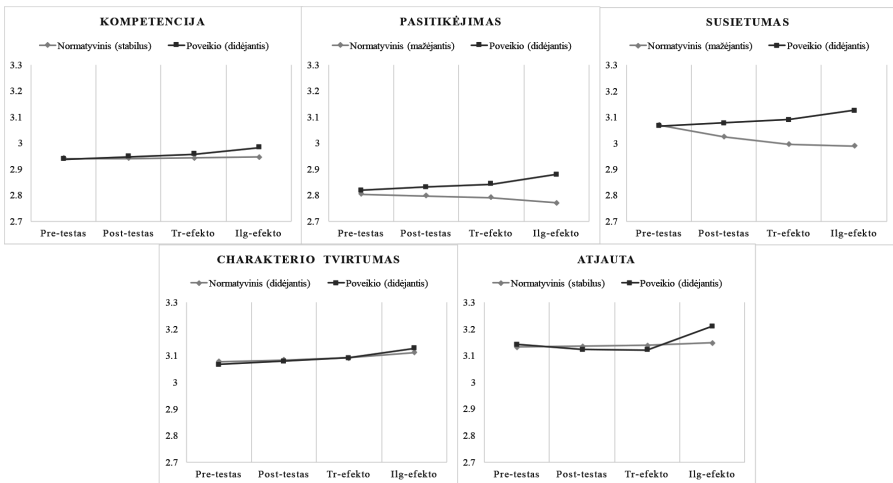 KOMPETENCIJA
Normatyvinis (stabilus) Poveikio (didėjantis)
3.3
3.2
3.1
3
2.9
2.8
2.7
Pre-testas Post-testas Tr-efekto Ilg-efekto
PASITIKĖJIMAS
Normatyvinis (mažėjantis) Poveikio (didėjantis)
3.3
3.2
3.1
3
2.9
2.8
2.7
Pre-testas Post-testas Tr-efekto Ilg-efekto
SUSIETUMAS
Normatyvinis (mažėjantis) Poveikio (didėjantis)
3.3
3.2
3.1
3
2.9
2.8
2.7
Pre-testas Post-testas Tr-efekto Ilg-efekto
CHARAKTERIO TVIRTUMAS
Normatyvinis (didėjantis) Poveikio (didėjantis)
3.3
3.2
3.1
3
2.9
2.8
2.7
Pre-testas Post-testas Tr-efekto Ilg-efekto
ATJAUTA
Normatyvinis (stabilus) Poveikio (didėjantis)
3.3
3.2
3.1
3
2.9
2.8
2.7
Pre-testas Post-testas Tr-efekto Ilg-efekto